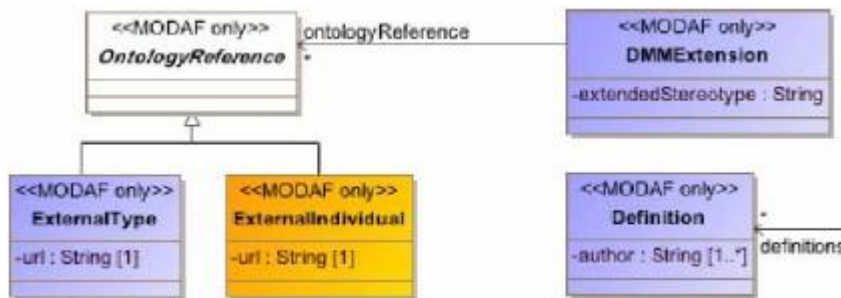 <<MODAF only>>
OntologyReference
ontologyReference
*
<<MODAF only>>
DMMExtension
-extendedStereotype : String
<<MODAF only>>
ExternalType
-url : String [1]
<<MODAF only>>
ExternalIndividual
-url : String [1]
<<MODAF only>>
Definition
-author : String [1..*]
*
definitions